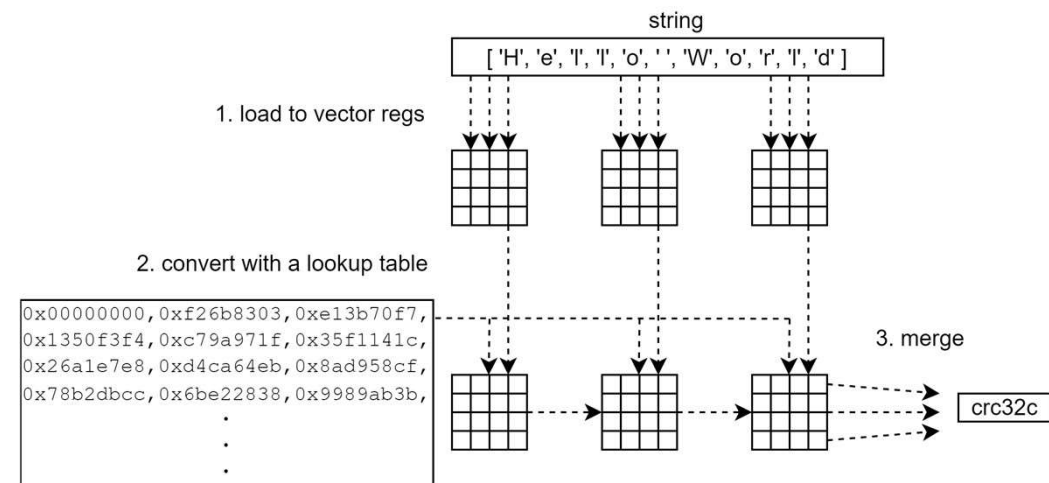 string
[ 'H', 'e', 'l', 'l', 'o', ' ', 'W', 'o', 'r', 'l', 'd' ]
1. load to vector regs
2. convert with a lookup table
0x00000000,0xf26b8303,0xe13b70f7,
0x1350f3f4,0xc79a971f,0x35f1141c,
0x26a1e7e8,0xd4ca64eb,0x8ad958cf,
0x78b2dbcc,0x6be22838,0x9989ab3b,
.
.
.
3. merge
crc32c